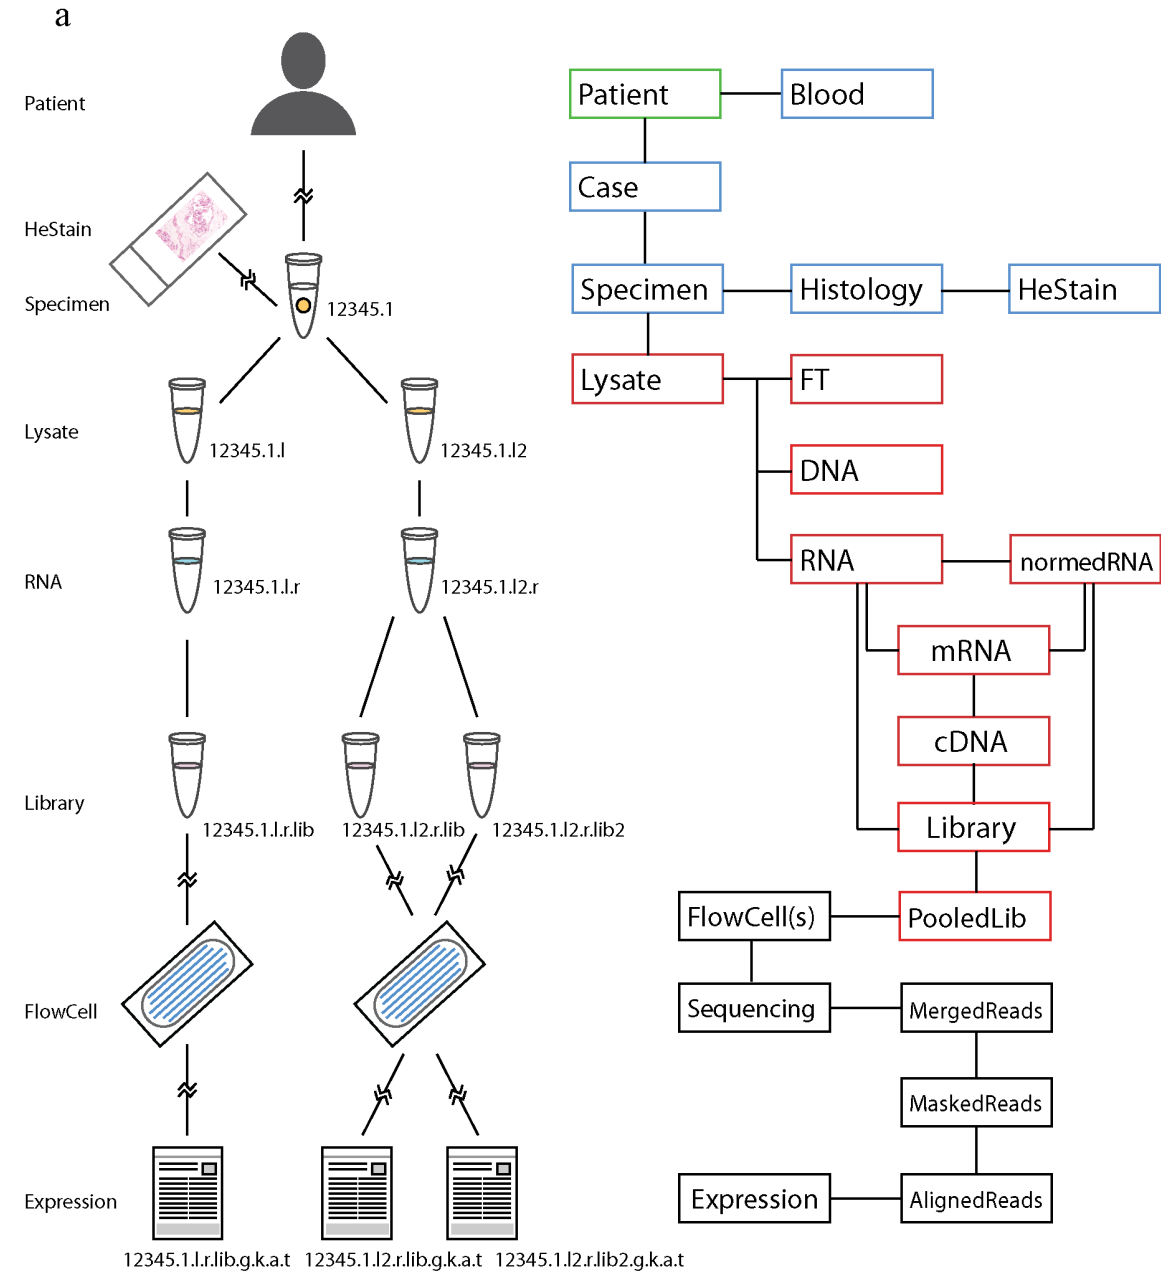 a
Patient
HeStain
Specimen
12345.1
Lysate
12345.1.l
12345.1.l2
RNA
12345.1.l.r
12345.1.l2.r
Library
12345.1.l.r.lib
12345.1.l2.r.lib
12345.1.l2.r.lib2
FlowCell
Expression
12345.1.l.r.lib.g.k.a.t
12345.1.l2.r.lib.g.k.a.t
12345.1.l2.r.lib2.g.k.a.t
Patient
Blood
Case
Specimen
Histology
HeStain
Lysate
FT
DNA
RNA
normedRNA
mRNA
cDNA
Library
FlowCell(s)
PooledLib
Sequencing
MergedReads
MaskedReads
Expression
AlignedReads